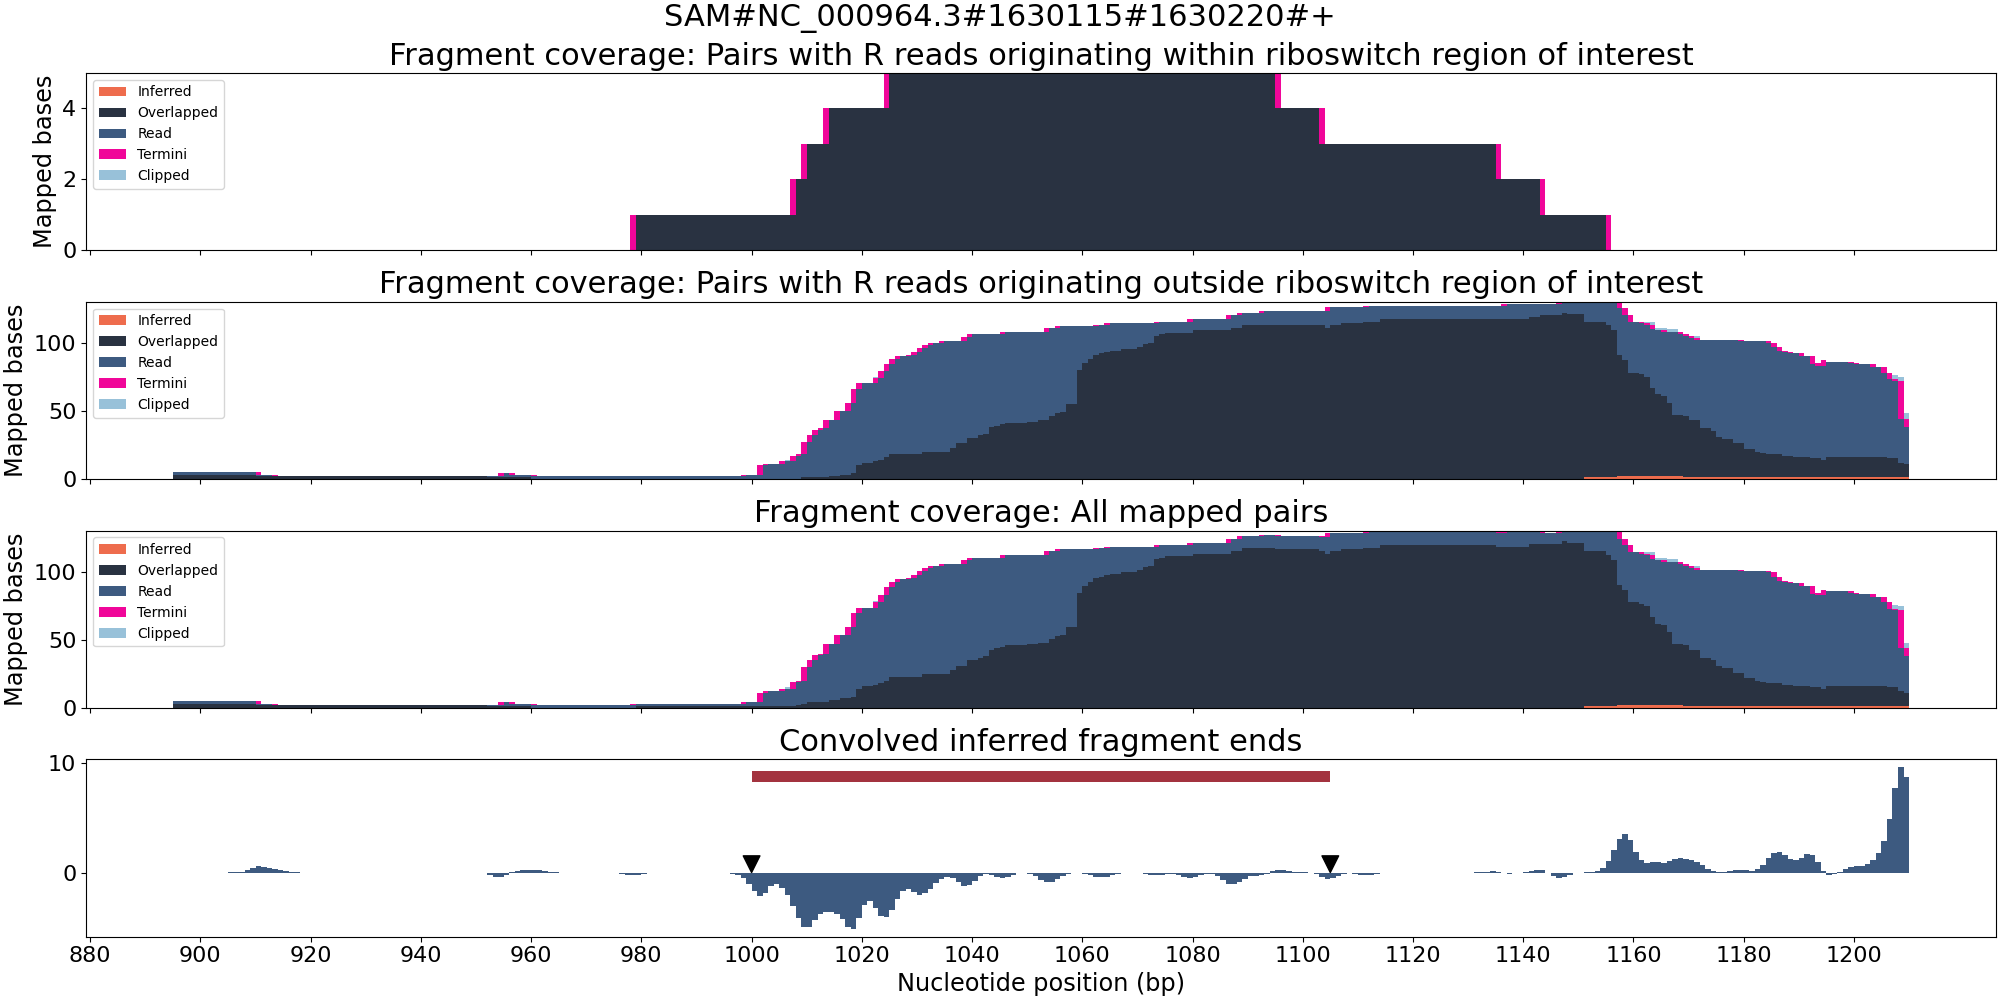 SAM#NC_000964.3#1630115#1630220#+
Fragment coverage: Pairs with R reads originating within riboswitch region of interest
Mapped bases
4
2
0
Inferred
Overlapped
Read
Termini
Clipped
Fragment coverage: Pairs with R reads originating outside riboswitch region of interest
Mapped bases
100
50
0
Inferred
Overlapped
Read
Termini
Clipped
Fragment coverage: All mapped pairs
Mapped bases
100
50
0
Inferred
Overlapped
Read
Termini
Clipped
Convolved inferred fragment ends
10
0
880 900 920 940 960 980 1000 1020 1040 1060 1080 1100 1120 1140 1160 1180 1200
Nucleotide position (bp)